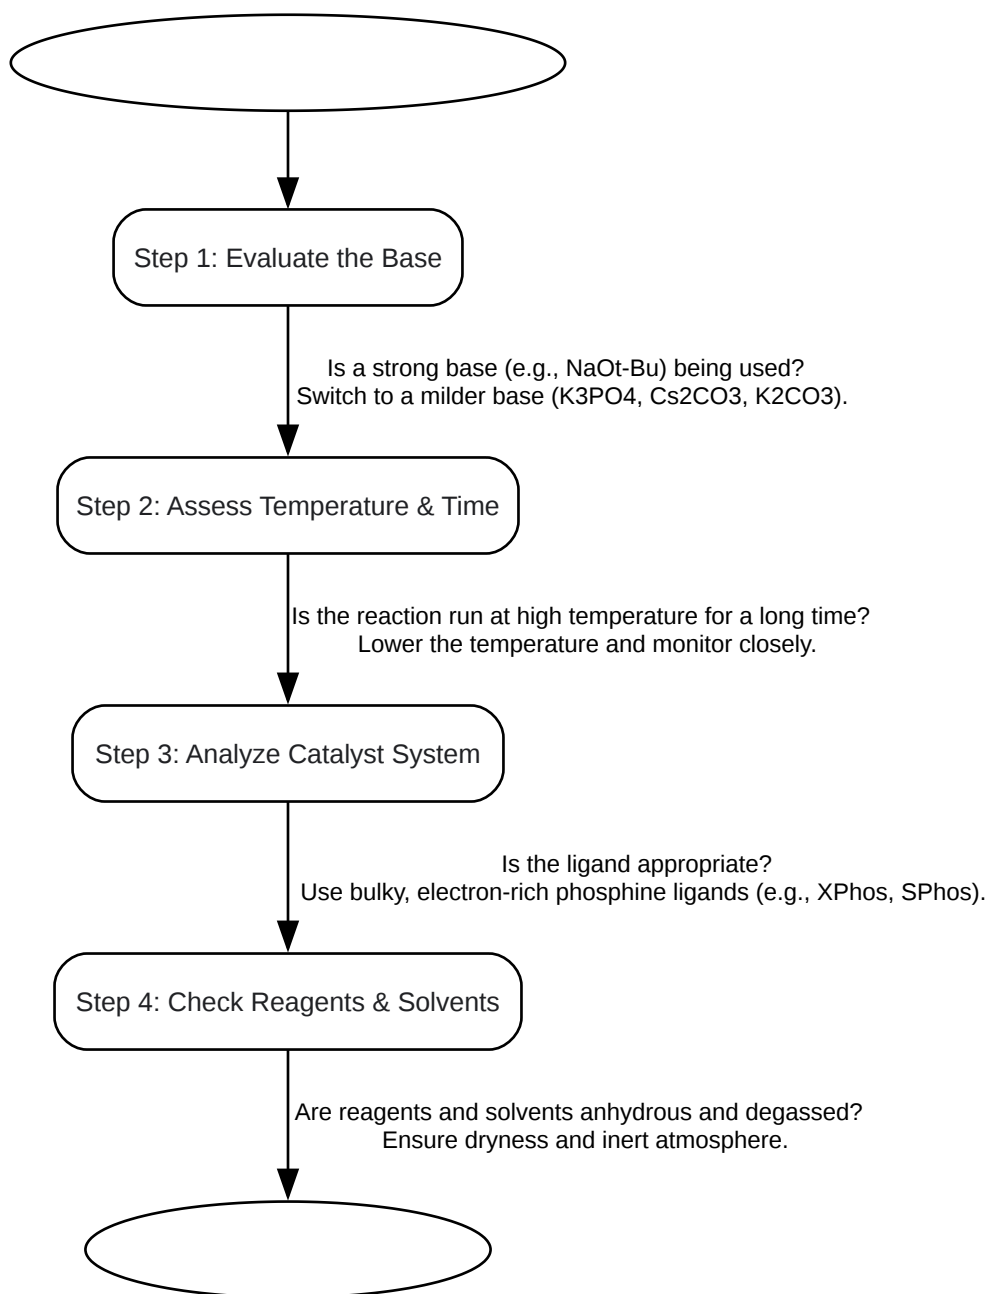 Step 1: Evaluate the Base
Is a strong base (e.g., NaOt-Bu) being used?
Switch to a milder base (K3PO4, Cs2CO3, K2CO3).
Step 2: Assess Temperature & Time
Is the reaction run at high temperature for a long time?
Lower the temperature and monitor closely.
Step 3: Analyze Catalyst System
Is the ligand appropriate?
Use bulky, electron-rich phosphine ligands (e.g., XPhos, SPhos).
Step 4: Check Reagents & Solvents
Are reagents and solvents anhydrous and degassed?
Ensure dryness and inert atmosphere.